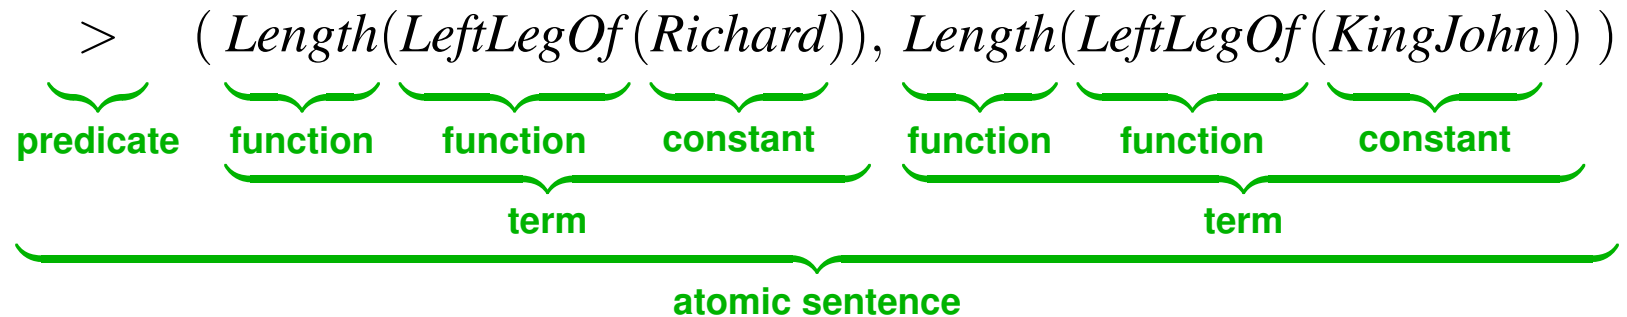 > ( Length(LeftLegOf(Richard)), Length(LeftLegOf(KingJohn)) )
predicate function function constant function function constant
term term
atomic sentence